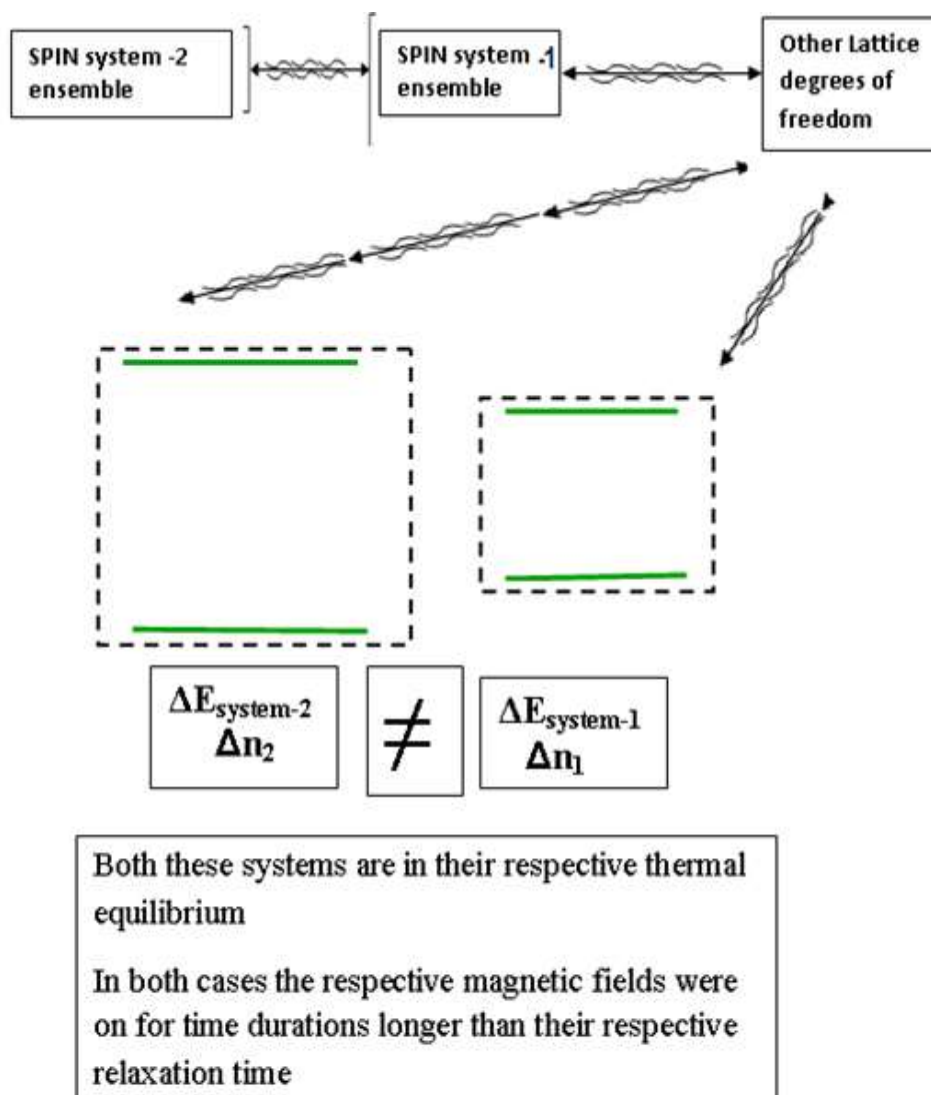 SPIN system -2
ensemble
SPIN system -1
ensemble
Other Lattice
degrees of
freedom
ΔEsystem-2
Δn2
≠
ΔEsystem-1
Δn1
Both these systems are in their respective thermal
equilibrium
In both cases the respective magnetic fields were
on for time durations longer than their respective
relaxation time